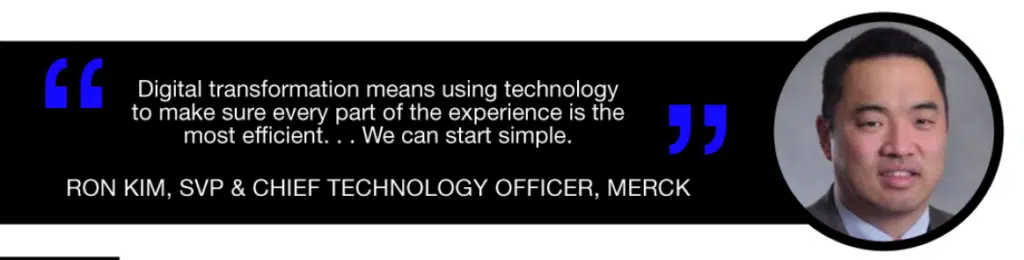 “
Digital transformation means using technology
to make sure every part of the experience is the
most efficient. . . We can start simple.
”
RON KIM, SVP & CHIEF TECHNOLOGY OFFICER, MERCK